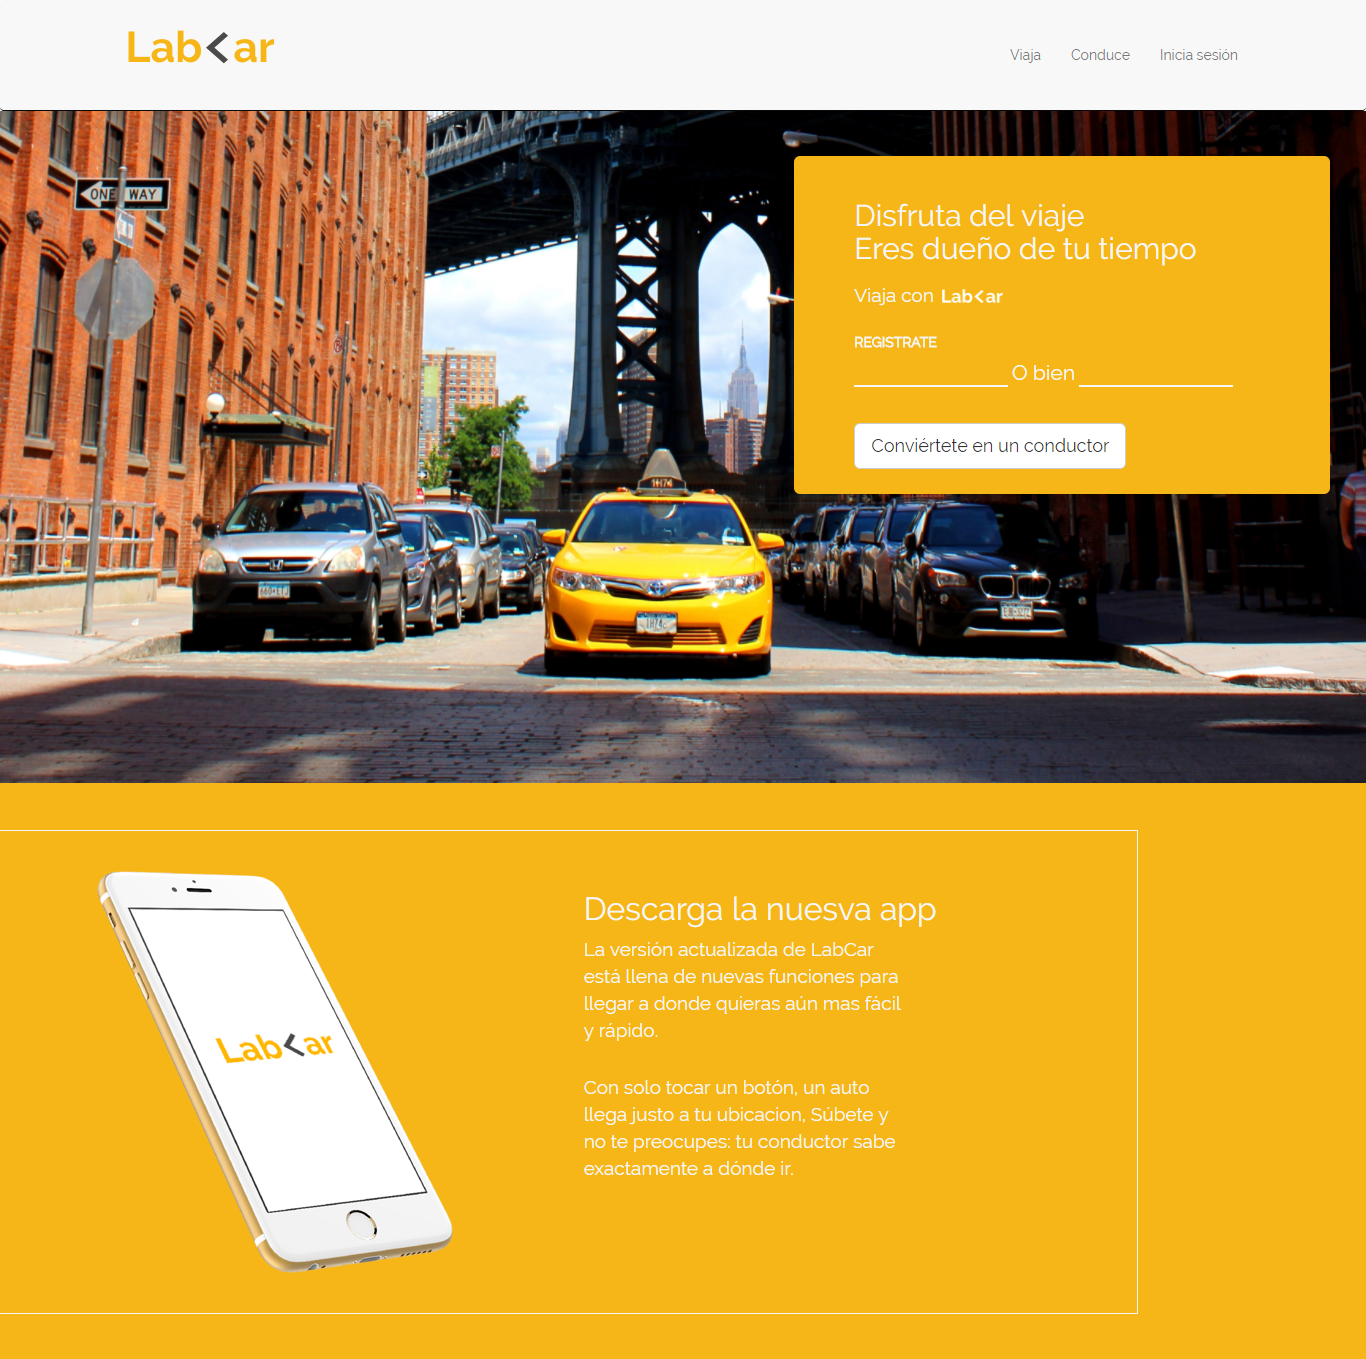 Lab<ar
Viaja Conduce Inicia sesión
ONE WAY
Disfruta del viaje
Eres dueño de tu tiempo
Viaja con Lab<ar
REGISTRATE
O bien
Conviértete en un conductor
1H74
Descarga la nuesva app
La versión actualizada de LabCar
está llena de nuevas funciones para
llegar a donde quieras aún mas fácil
y rápido.
Con solo tocar un botón, un auto
llega justo a tu ubicacion, Súbete y
no te preocupes: tu conductor sabe
exactamente a dónde ir.
Lab<ar